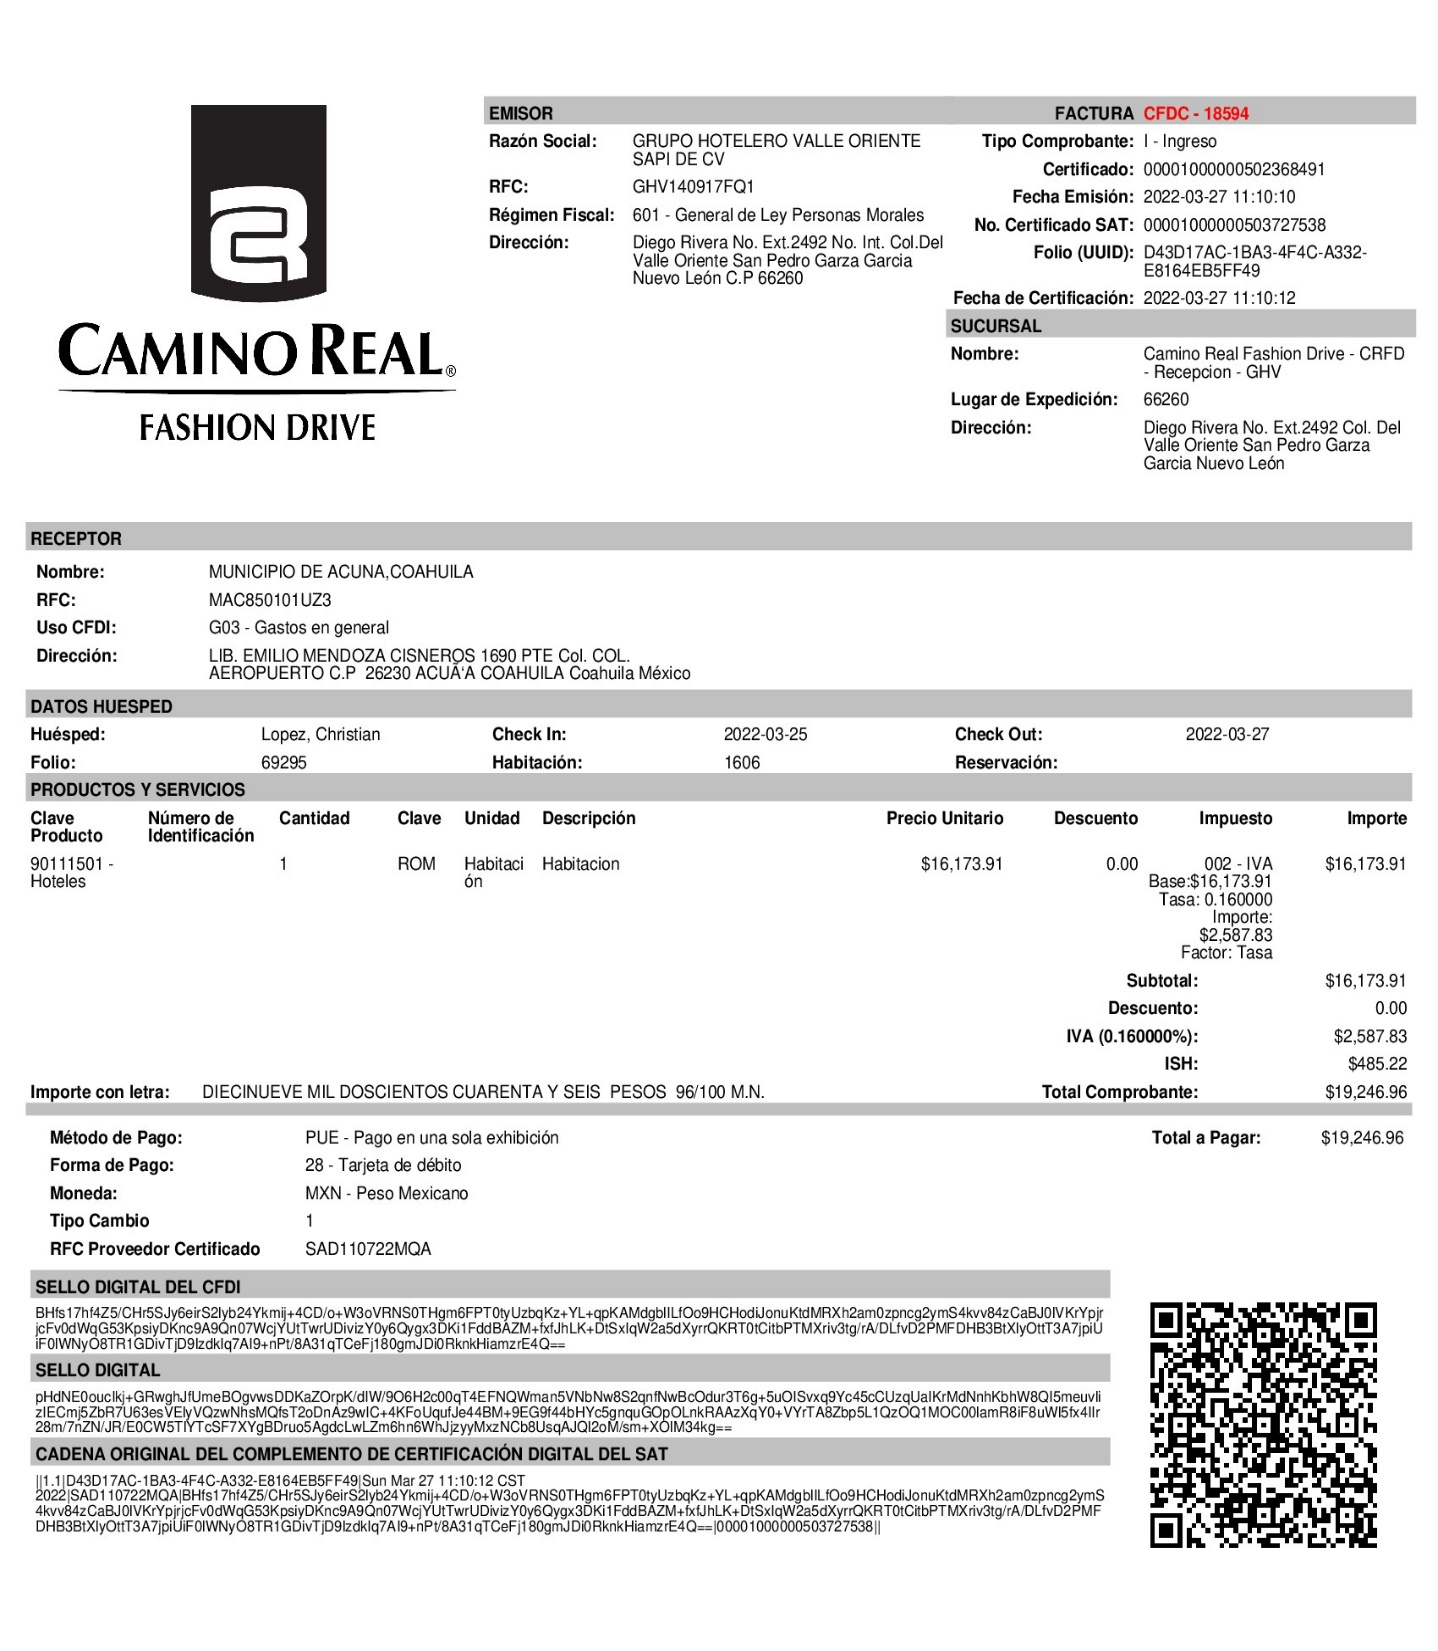 CAMINO REAL®
FASHION DRIVE
EMISOR
Razón Social: GRUPO HOTELERO VALLE ORIENTE
SAPI DE CV
RFC: GHV140917FQ1
Régimen Fiscal: 601 - General de Ley Personas Morales
Dirección: Diego Rivera No. Ext.2492 No. Int. Col.Del
Valle Oriente San Pedro Garza Garcia
Nuevo León C.P 66260
FACTURA CFDC - 18594
Tipo Comprobante: I - Ingreso
Certificado: 00001000000502368491
Fecha Emisión: 2022-03-27 11:10:10
No. Certificado SAT: 00001000000503727538
Folio (UUID): D43D17AC-1BA3-4F4C-A332-
E8164EB5FF49
Fecha de Certificación: 2022-03-27 11:10:12
SUCURSAL
Nombre: Camino Real Fashion Drive - CRFD
- Recepcion - GHV
Lugar de Expedición: 66260
Dirección: Diego Rivera No. Ext.2492 Col. Del
Valle Oriente San Pedro Garza
Garcia Nuevo León
RECEPTOR
Nombre: MUNICIPIO DE ACUNA,COAHUILA
RFC: MAC850101UZ3
Uso CFDI: G03 - Gastos en general
Dirección: LIB. EMILIO MENDOZA CISNEROS 1690 PTE Col. COL.
AEROPUERTO C.P 26230 ACUÃ‘A COAHUILA Coahuila México
DATOS HUESPED
Huésped: Lopez, Christian Check In: 2022-03-25 Check Out: 2022-03-27
Folio: 69295 Habitación: 1606 Reservación:
PRODUCTOS Y SERVICIOS
Clave Número de Cantidad Clave Unidad Descripción Precio Unitario Descuento Impuesto Importe
Producto Identificación
90111501 - 1 ROM Habitaci Habitacion $16,173.91 0.00 002 - IVA $16,173.91
Hoteles ón Base:$16,173.91
Tasa: 0.160000
Importe:
$2,587.83
Factor: Tasa
Subtotal: $16,173.91
Descuento: 0.00
IVA (0.160000%): $2,587.83
ISH: $485.22
Importe con letra: DIECINUEVE MIL DOSCIENTOS CUARENTA Y SEIS PESOS 96/100 M.N. Total Comprobante: $19,246.96
Método de Pago: PUE - Pago en una sola exhibición Total a Pagar: $19,246.96
Forma de Pago: 28 - Tarjeta de débito
Moneda: MXN - Peso Mexicano
Tipo Cambio 1
RFC Proveedor Certificado SAD110722MQA
SELLO DIGITAL DEL CFDI
SELLO DIGITAL
CADENA ORIGINAL DEL COMPLEMENTO DE CERTIFICACIÓN DIGITAL DEL SAT
||1.1|D43D17AC-1BA3-4F4C-A332-E8164EB5FF49|Sun Mar 27 11:10:12 CST